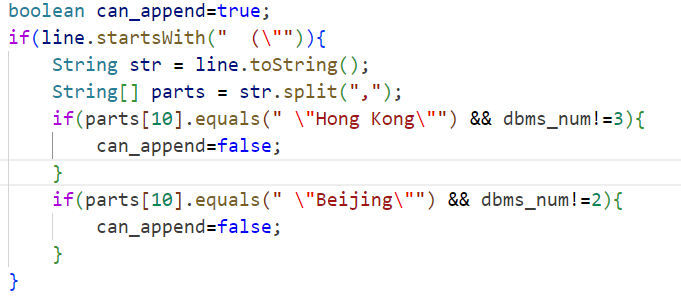 boolean can_append=true;
if(line.startsWith("  (\"")){
    String str = line.toString();
    String[] parts = str.split(",");
    if(parts[10].equals(" \"Hong Kong\"") && dbms_num!=3){
        can_append=false;
    }
    if(parts[10].equals(" \"Beijing\"") && dbms_num!=2){
        can_append=false;
    }
}